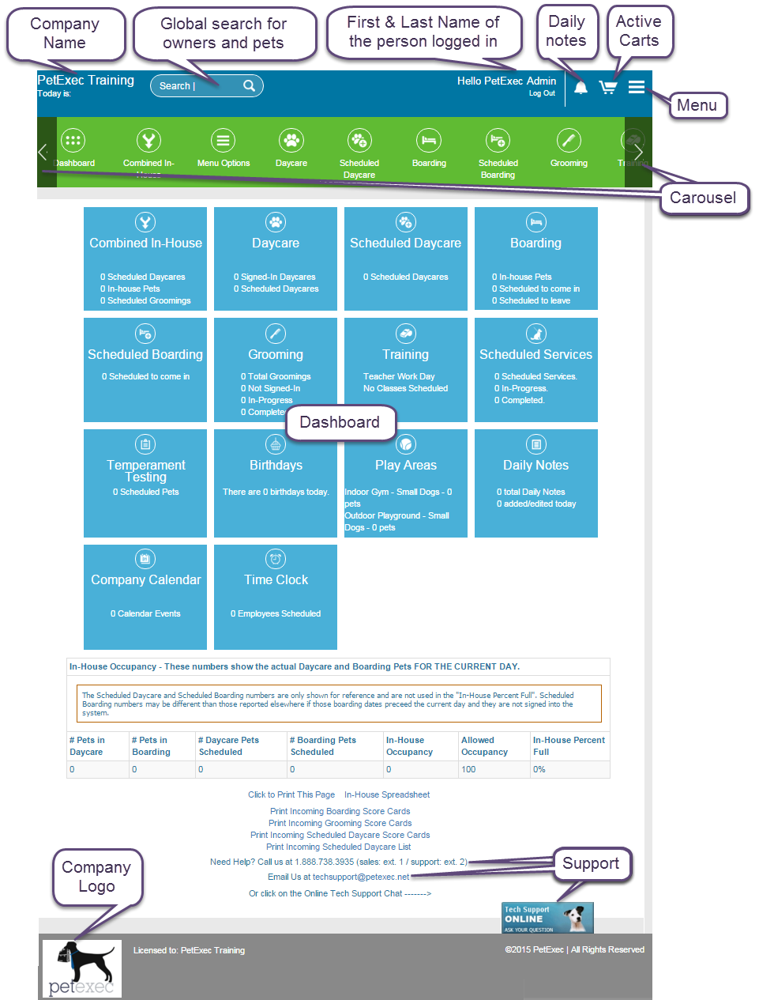 Company
Name
Global search for
owners and pets
First & Last Name of
the person logged in
Daily
notes
Active
Carts
PetExec Training
Today is:
Search |
Hello PetExec Admin
Log Out
Menu
Dashboard
Combined In-
House
Menu Options
Daycare
Scheduled
Daycare
Boarding
Scheduled
Boarding
Grooming
Training
Carousel
Combined In-House
0 Scheduled Daycares
0 In-house Pets
0 Scheduled Groomings
Daycare
0 Signed-In Daycares
0 Scheduled Daycares
Scheduled Daycare
0 Scheduled Daycares
Boarding
0 In-house Pets
0 Scheduled to come in
0 Scheduled to leave
Scheduled Boarding
0 Scheduled to come in
Grooming
0 Total Groomings
0 Not Signed-In
0 In-Progress
0 Complete
Training
Teacher Work Day
No Classes Scheduled
Scheduled Services
0 Scheduled Services.
0 In-Progress.
0 Completed.
Dashboard
Temperament
Testing
0 Scheduled Pets
Birthdays
There are 0 birthdays today.
Play Areas
Indoor Gym - Small Dogs - 0
pets
Outdoor Playground - Small
Dogs - 0 pets
Daily Notes
0 total Daily Notes
0 added/edited today
Company Calendar
0 Calendar Events
Time Clock
0 Employees Scheduled
In-House Occupancy - These numbers show the actual Daycare and Boarding Pets FOR THE CURRENT DAY.
The Scheduled Daycare and Scheduled Boarding numbers are only shown for reference and are not used in the "In-House Percent Full". Scheduled
Boarding numbers may be different than those reported elsewhere if those boarding dates preceed the current day and they are not signed into the
system.
# Pets in
Daycare
# Pets in
Boarding
# Daycare Pets
Scheduled
# Boarding Pets
Scheduled
In-House
Occupancy
Allowed
Occupancy
In-House Percent
Full
0 0 0 0 0 100 0%
Click to Print This Page In-House Spreadsheet
Print Incoming Boarding Score Cards
Print Incoming Grooming Score Cards
Print Incoming Scheduled Daycare Score Cards
Print Incoming Scheduled Daycare List
Need Help? Call us at 1.888.738.3935 (sales: ext. 1 / support: ext. 2)
Email Us at techsupport@petexec.net
Or click on the Online Tech Support Chat ------->
Support
Company
Logo
Tech Support
ONLINE
ASK YOUR QUESTION
petexec
Licensed to: PetExec Training
©2015 PetExec | All Rights Reserved